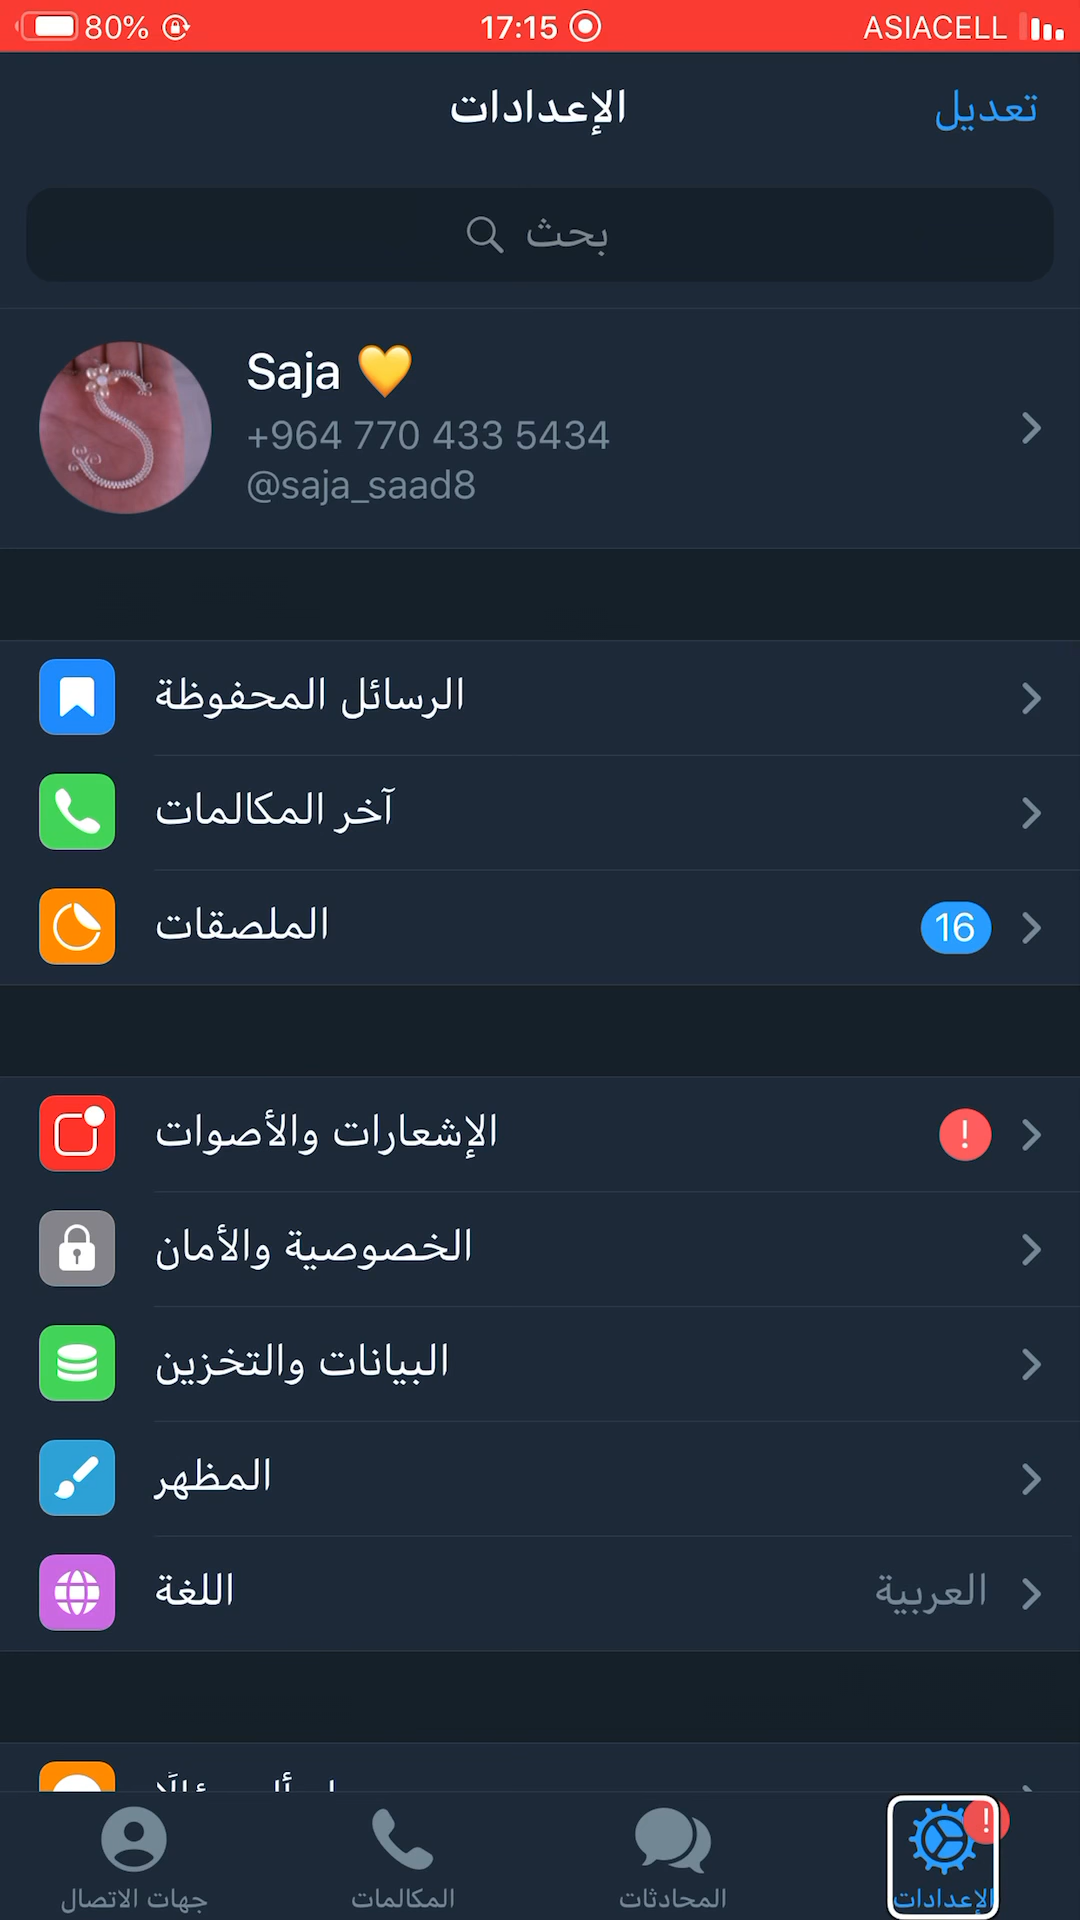 80% 17:15 ASIACELL
الإعدادات
تعديل
بحث
Saja 💛
+964 770 433 5434
@saja_saad8
الرسائل المحفوظة
آخر المكالمات
الملصقات
16
الإشعارات والأصوات
!
الخصوصية والأمان
البيانات والتخزين
المظهر
اللغة
العربية
!
جهات الاتصال
المكالمات
المحادثات
الإعدادات